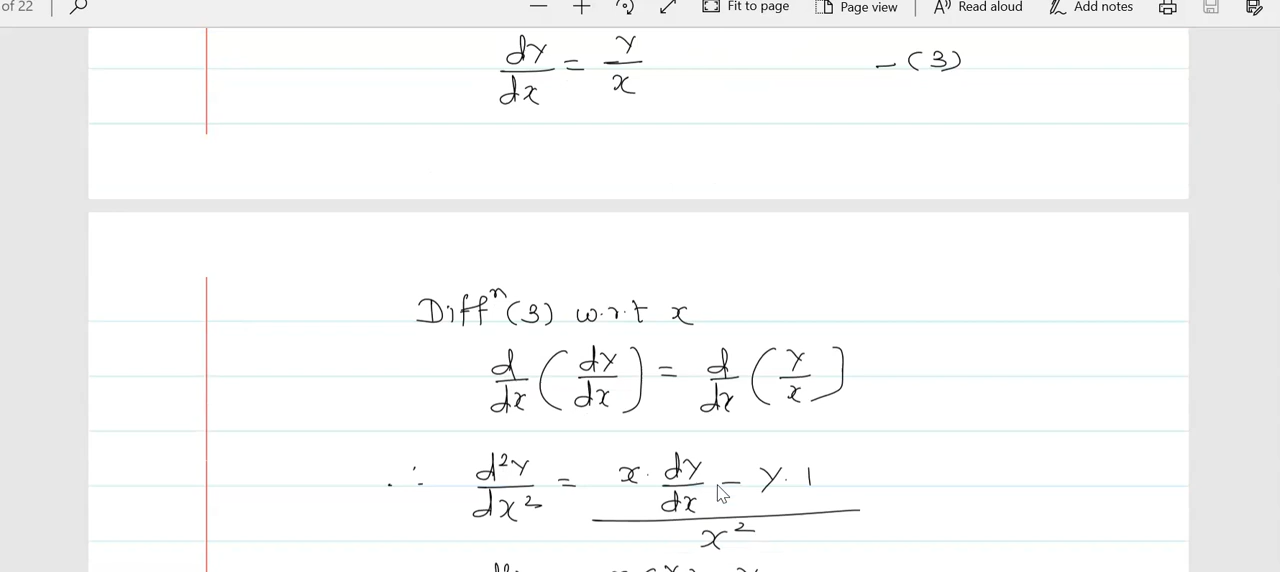 of 22 Fit to page Page view Read aloud Add notes
dy/dx = y/x - (3)
Diffⁿ (3) w.r.t x
d/dx (dy/dx) = d/dx (y/x)
∴ d²y/dx² = (x · dy/dx - y · 1)/x²